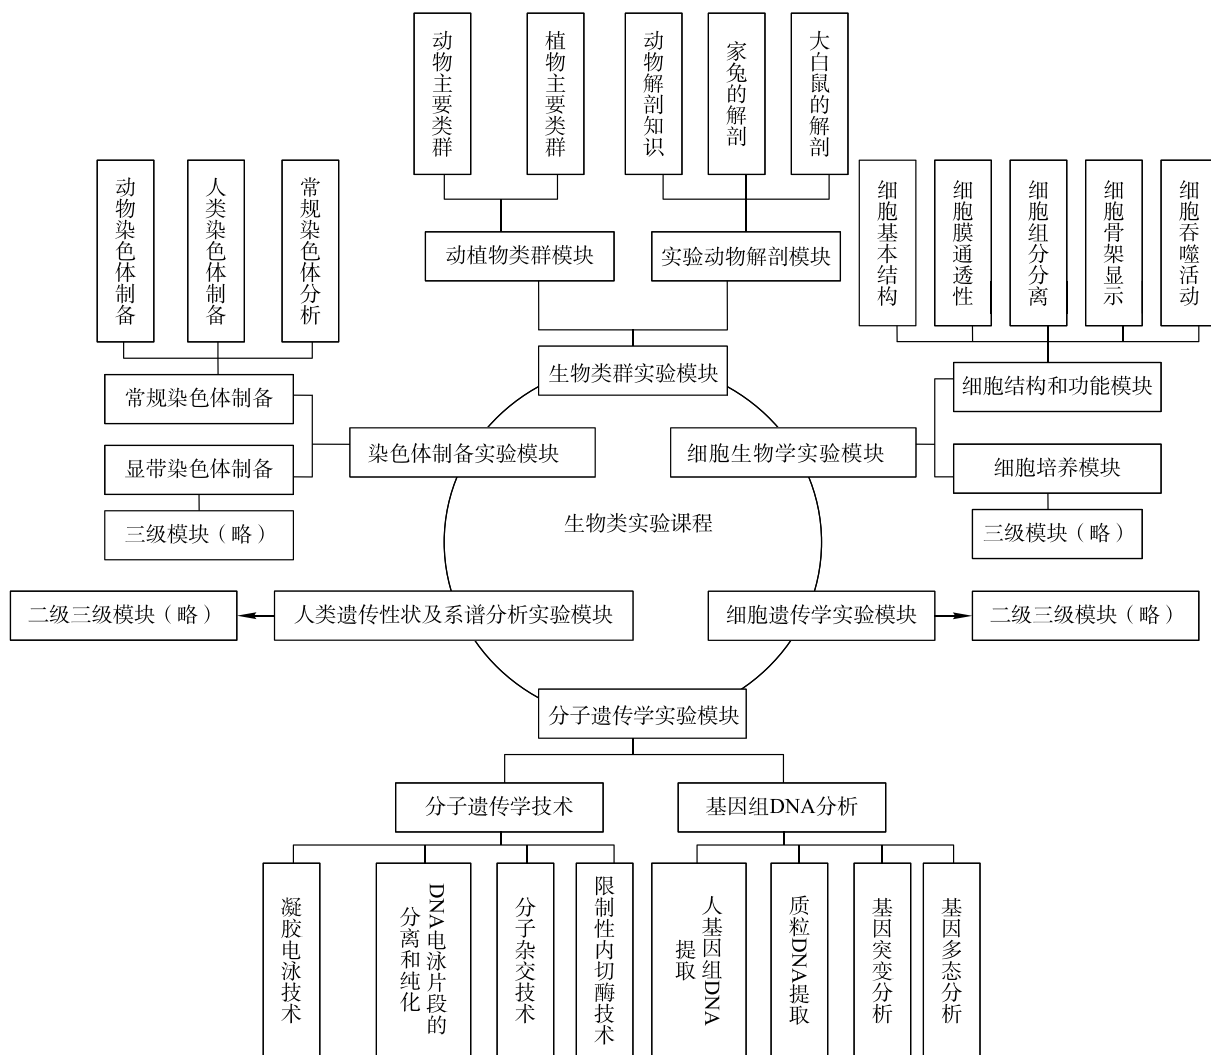 动物主要类群
植物主要类群
动物解剖知识
家兔的解剖
大白鼠的解剖
动物染色体制备
人类染色体制备
常规染色体分析
细胞基本结构
细胞膜通透性
细胞组分分离
细胞骨架显示
细胞吞噬活动
动植物类群模块
实验动物解剖模块
生物类群实验模块
常规染色体制备
细胞结构和功能模块
染色体制备实验模块
细胞生物学实验模块
显带染色体制备
细胞培养模块
三级模块（略）
生物类实验课程
三级模块（略）
二级三级模块（略）
人类遗传性状及系谱分析实验模块
细胞遗传学实验模块
二级三级模块（略）
分子遗传学实验模块
分子遗传学技术
基因组DNA分析
凝胶电泳技术
DNA电泳片段的
分离和纯化
分子杂交技术
限制性内切酶技术
人基因组DNA
提取
质粒DNA提取
基因突变分析
基因多态分析